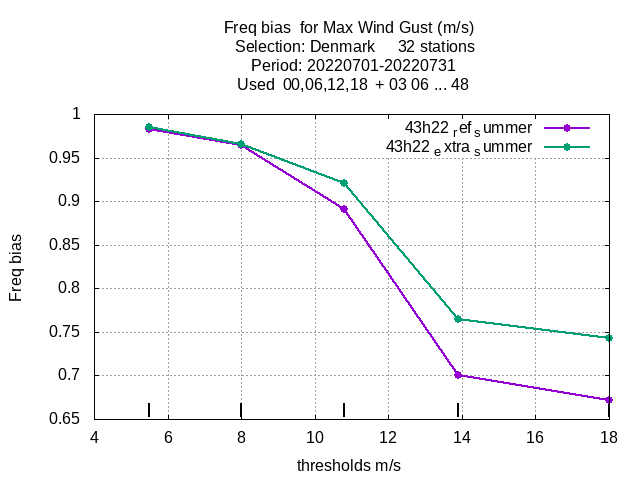 Freq bias  for Max Wind Gust (m/s)
Selection: Denmark     32 stations
Period: 20220701-20220731
Used  00,06,12,18  + 03 06 ... 48
43h22 ref summer
43h22 extra summer
1
0.95
0.9
0.85
0.8
0.75
0.7
0.65
Freq bias
4 6 8 10 12 14 16 18
thresholds m/s